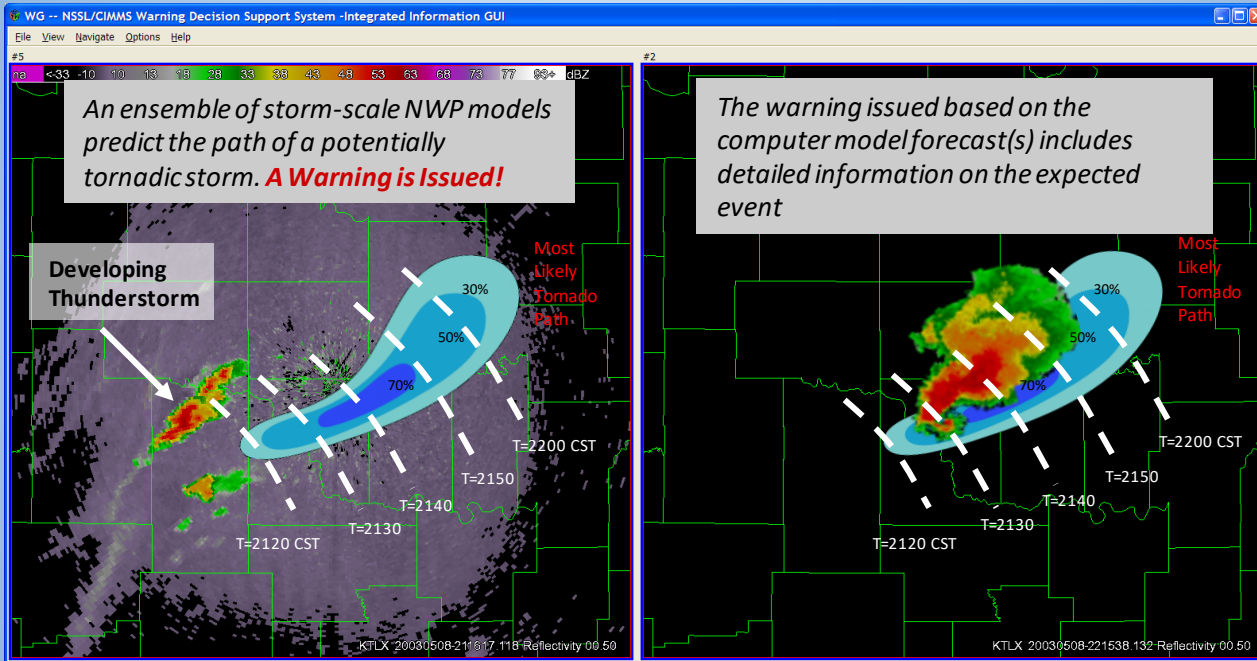 WG -- NSSL/CIMMS Warning Decision Support System -Integrated Information GUI
File View Navigate Options Help
#5
na <-33 -10 10 13 18 28 33 38 43 48 53 63 68 73 77 93+ dBZ
An ensemble of storm-scale NWP models
predict the path of a potentially
tornadic storm. A Warning is Issued!
Developing
Thunderstorm
Most
Likely
Tornado
Path
30%
50%
70%
T=2200 CST
T=2150
T=2140
T=2130
T=2120 CST
KTLX 20030508-211617.118 Reflectivity 00.50
#2
The warning issued based on the
computer model forecast(s) includes
detailed information on the expected
event
Most
Likely
Tornado
Path
30%
50%
70%
T=2200 CST
T=2150
T=2140
T=2130
T=2120 CST
KTLX 20030508-221538.132 Reflectivity 00.50